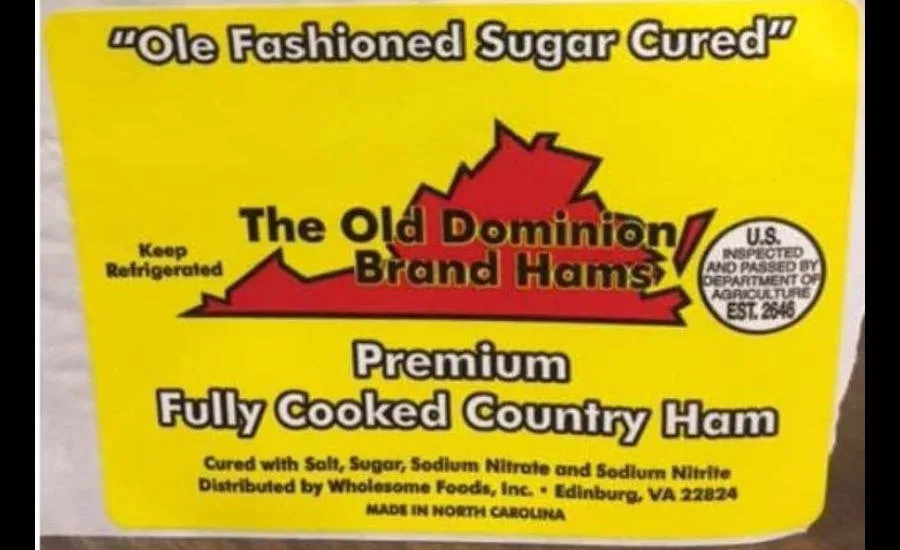 "Ole Fashioned Sugar Cured"
The Old Dominion
Brand Hams
Keep
Refrigerated
U.S.
INSPECTED
AND PASSED BY
DEPARTMENT OF
AGRICULTURE
EST. 2646
Premium
Fully Cooked Country Ham
Cured with Salt, Sugar, Sodium Nitrate and Sodium Nitrite
Distributed by Wholesome Foods, Inc. • Edinburg, VA 22824
MADE IN NORTH CAROLINA